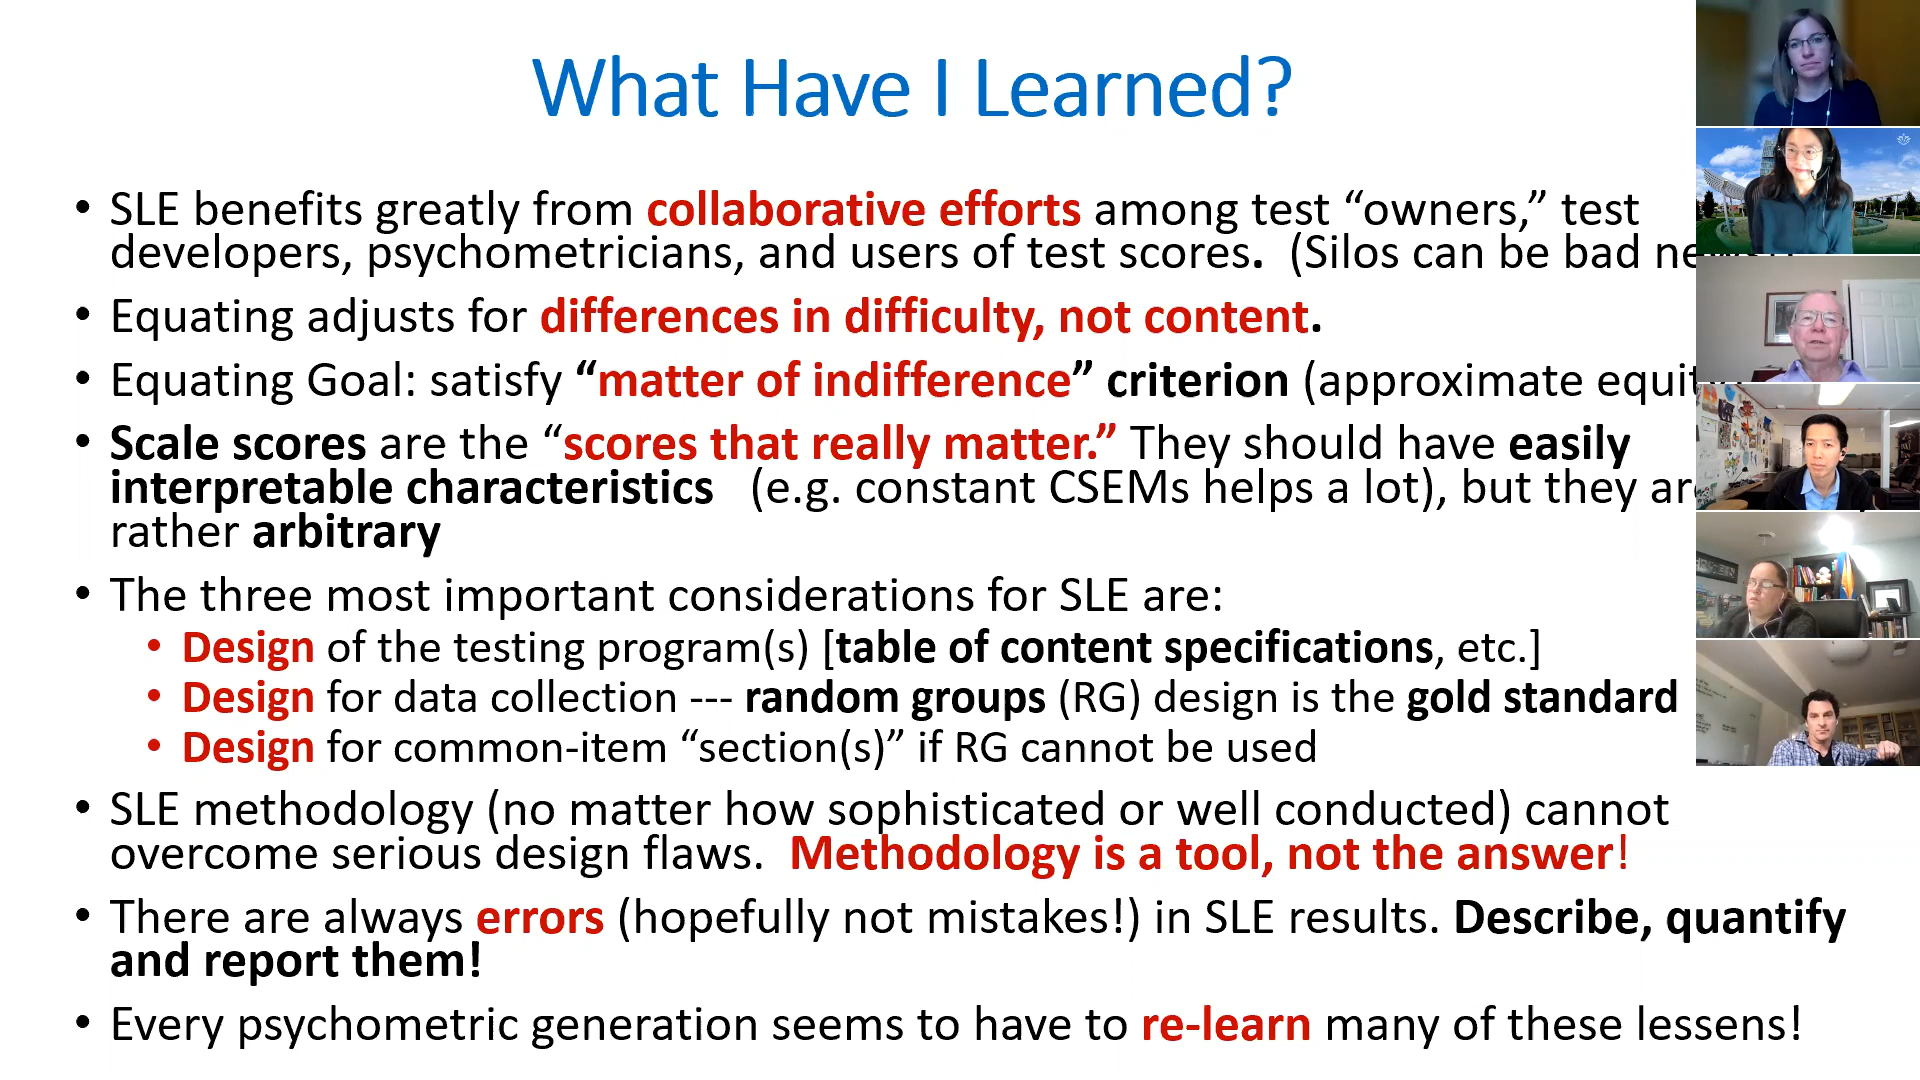 What Have I Learned?
• SLE benefits greatly from collaborative efforts among test “owners,” test
developers, psychometricians, and users of test scores.  (Silos can be bad
• Equating adjusts for differences in difficulty, not content.
• Equating Goal: satisfy “matter of indifference” criterion (approximate
• Scale scores are the “scores that really matter.” They should have easily
interpretable characteristics   (e.g. constant CSEMs helps a lot), but they
rather arbitrary
• The three most important considerations for SLE are:
• Design of the testing program(s) [table of content specifications, etc.]
• Design for data collection --- random groups (RG) design is the gold standard
• Design for common-item “section(s)” if RG cannot be used
• SLE methodology (no matter how sophisticated or well conducted) cannot
overcome serious design flaws.  Methodology is a tool, not the answer!
• There are always errors (hopefully not mistakes!) in SLE results. Describe, quantify
and report them!
• Every psychometric generation seems to have to re-learn many of these lessens!